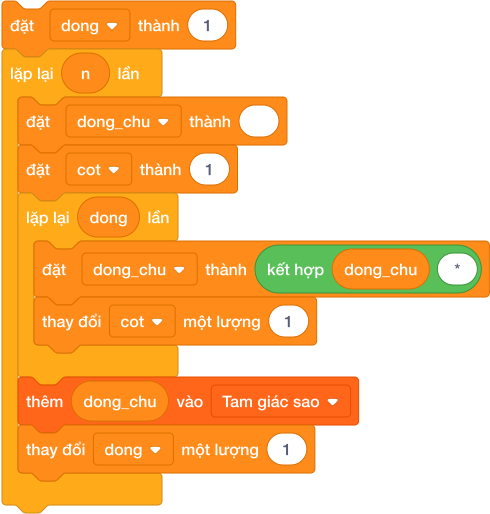 đặt dong thành 1
lặp lại n lần
đặt dong_chu thành
đặt cot thành 1
lặp lại dong lần
đặt dong_chu thành kết hợp dong_chu *
thay đổi cot một lượng 1
thêm dong_chu vào Tam giác sao
thay đổi dong một lượng 1